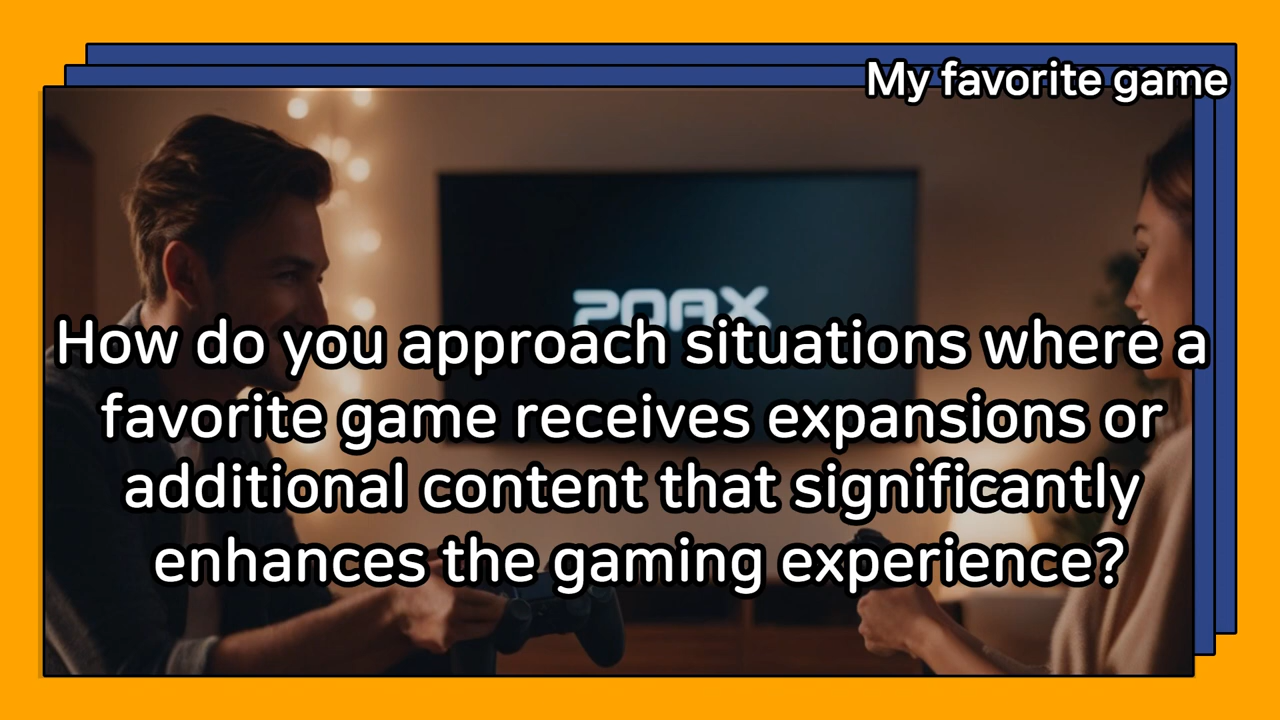 My favorite game
How do you approach situations where a
favorite game receives expansions or
additional content that significantly
enhances the gaming experience?